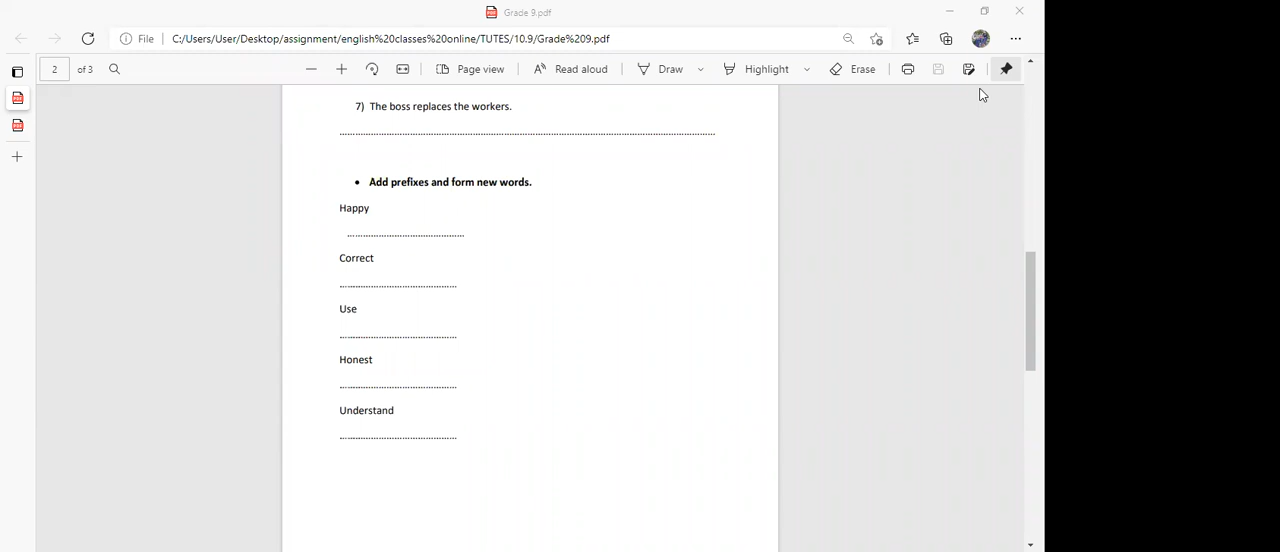 Grade 9.pdf
File C:/Users/User/Desktop/assignment/english%20classes%20online/TUTES/10.9/Grade%209.pdf
2 of 3 Page view Read aloud Draw Highlight Erase
7) The boss replaces the workers.
................................................................................................................................
• Add prefixes and form new words.
Happy
........................................
Correct
........................................
Use
........................................
Honest
........................................
Understand
........................................